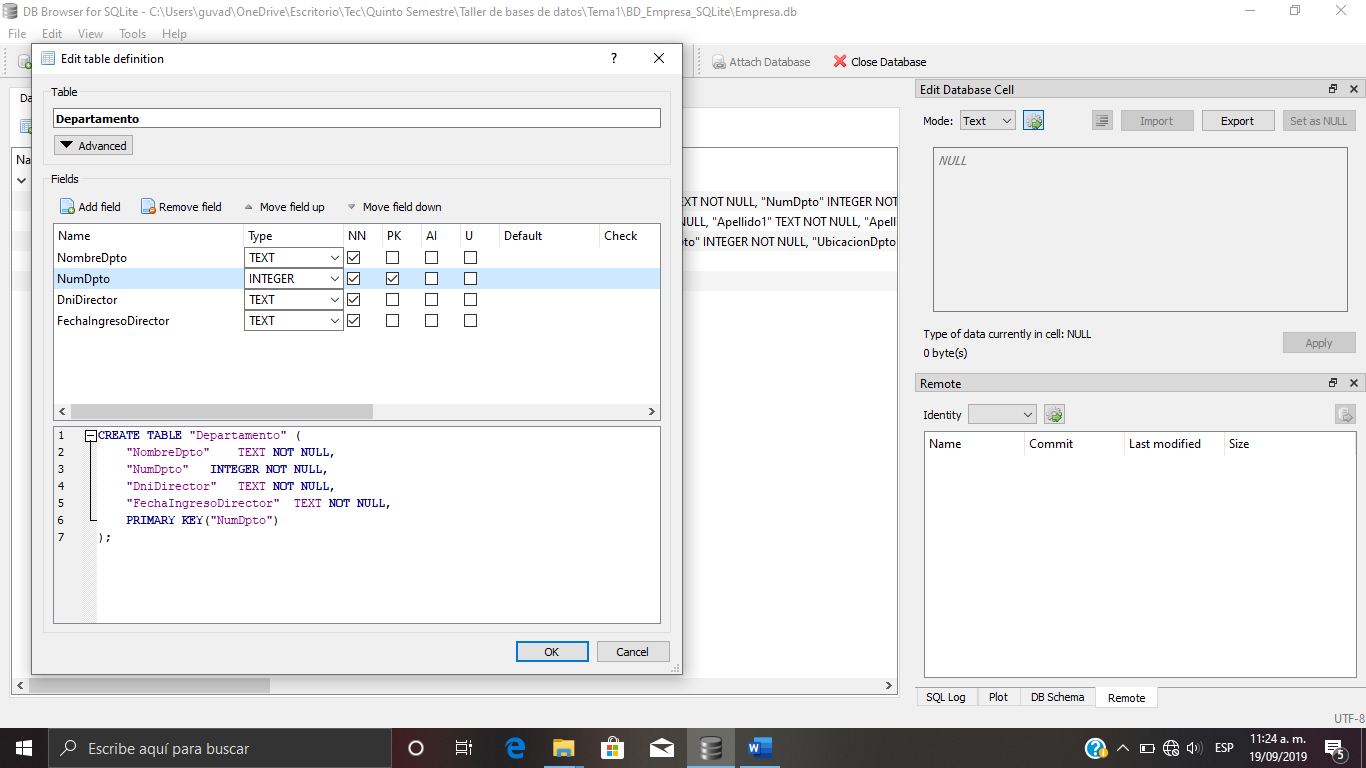 DB Browser for SQLite - C:\Users\guvad\OneDrive\Escritorio\Tec\Quinto Semestre\Taller de bases de datos\Tema1\BD_Empresa_SQLite\Empresa.db
File Edit View Tools Help
Edit table definition ?
Attach Database Close Database
Table
Departamento
Advanced
Fields
Add field Remove field Move field up Move field down
Name Type NN PK AI U Default Check
NombreDpto TEXT
NumDpto INTEGER
DniDirector TEXT
FechaIngresoDirector TEXT
1 CREATE TABLE "Departamento" (
2 "NombreDpto" TEXT NOT NULL,
3 "NumDpto" INTEGER NOT NULL,
4 "DniDirector" TEXT NOT NULL,
5 "FechaIngresoDirector" TEXT NOT NULL,
6 PRIMARY KEY("NumDpto")
7 );
OK Cancel
Da
Na
XT NOT NULL, "NumDpto" INTEGER NOT
NULL, "Apellido1" TEXT NOT NULL, "Apell
to" INTEGER NOT NULL, "UbicacionDpto
Edit Database Cell
Mode: Text Import Export Set as NULL
NULL
Type of data currently in cell: NULL
0 byte(s)
Apply
Remote
Identity
Name Commit Last modified Size
SQL Log Plot DB Schema Remote
UTF-8
Escribe aquí para buscar
ESP
11:24 a. m.
19/09/2019
5